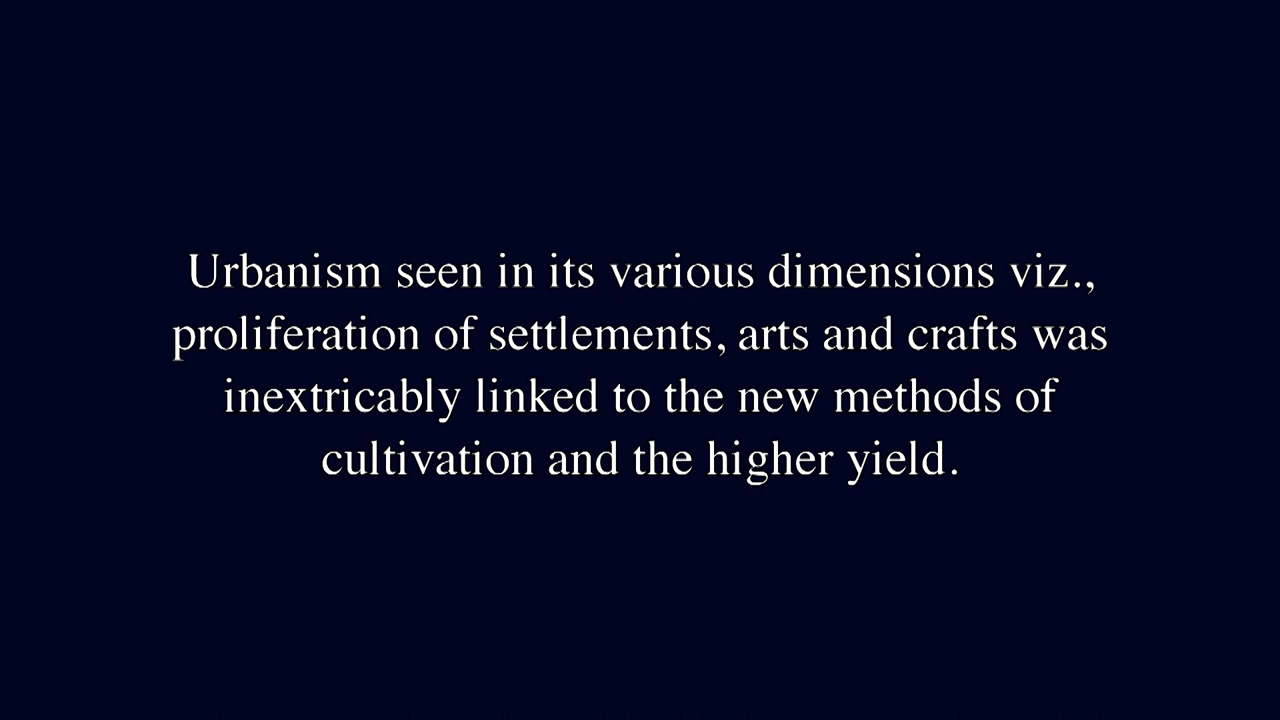 Urbanism seen in its various dimensions viz.,
proliferation of settlements, arts and crafts was
inextricably linked to the new methods of
cultivation and the higher yield.